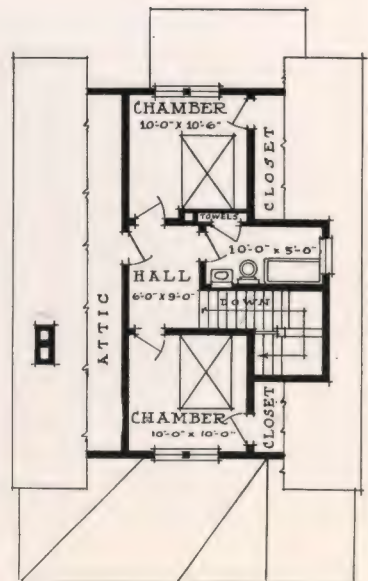 CHAMBER
10'-0" X 10'-6"
CLOSET
TOWELS
10'-0" X 5'-0"
HALL
6'-0" X 9'-0"
DOWN
ATTIC
CHAMBER
10'-0" X 10'-0"
CLOSET